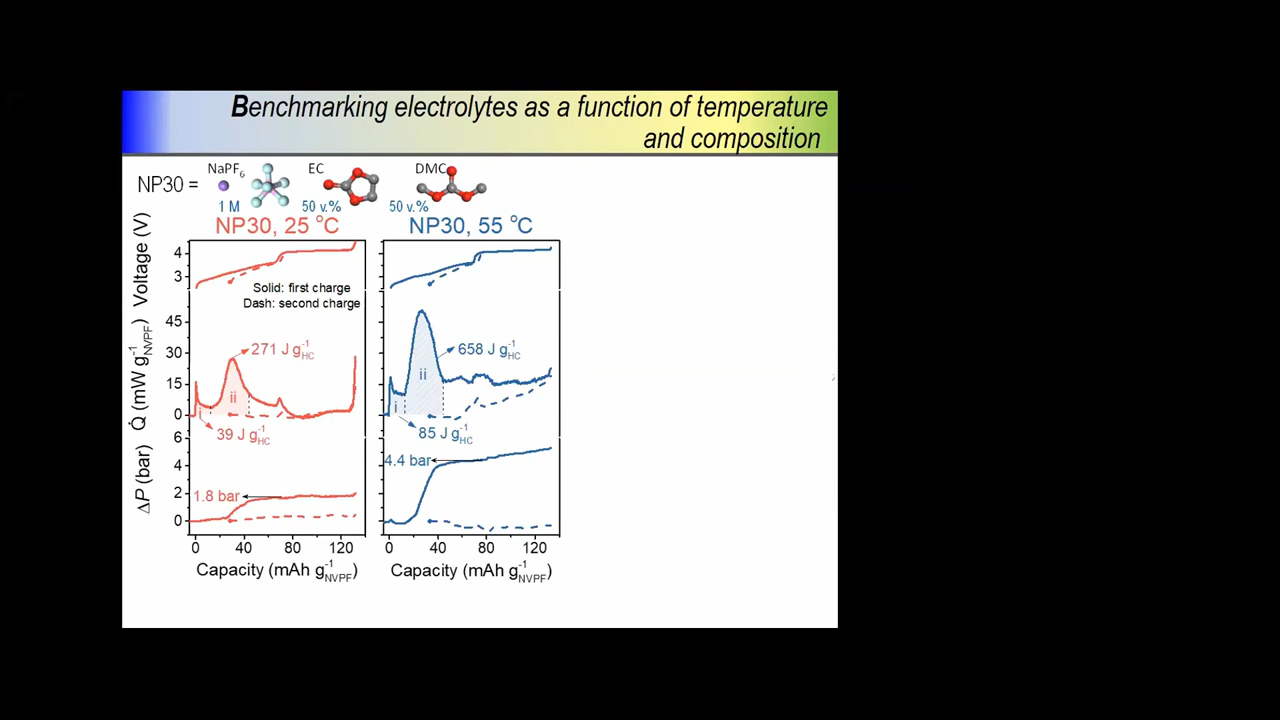 Benchmarking electrolytes as a function of temperature
and composition
NP30 =
NaPF6
EC
DMC
1 M
50 v.%
50 v.%
NP30, 25 °C
NP30, 55 °C
Voltage (V)
4
3
Solid: first charge
Dash: second charge
Q̇ (mW g⁻¹NVPF)
45
30
15
0
271 J g⁻¹HC
ii
i
39 J g⁻¹HC
658 J g⁻¹HC
ii
i
85 J g⁻¹HC
ΔP (bar)
6
4
2
0
1.8 bar
4.4 bar
0 40 80 120
0 40 80 120
Capacity (mAh g⁻¹NVPF)
Capacity (mAh g⁻¹NVPF)